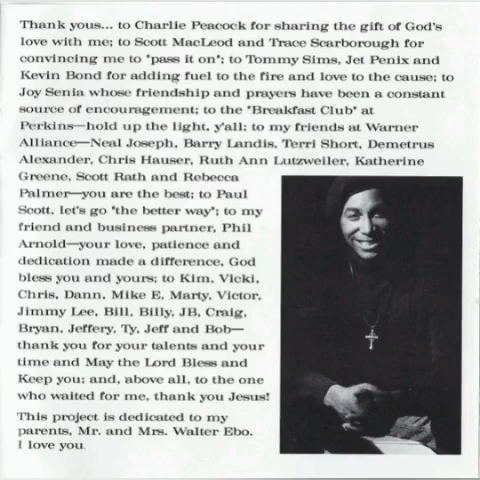 Thank yous... to Charlie Peacock for sharing the gift of God's
love with me; to Scott MacLeod and Trace Scarborough for
convincing me to "pass it on"; to Tommy Sims, Jet Penix and
Kevin Bond for adding fuel to the fire and love to the cause; to
Joy Senia whose friendship and prayers have been a constant
source of encouragement; to the "Breakfast Club" at
Perkins—hold up the light, y'all; to my friends at Warner
Alliance—Neal Joseph, Barry Landis, Terri Short, Demetrus
Alexander, Chris Hauser, Ruth Ann Lutzweiler, Katherine
Greene, Scott Rath and Rebecca
Palmer—you are the best; to Paul
Scott, let's go "the better way"; to my
friend and business partner, Phil
Arnold—your love, patience and
dedication made a difference, God
bless you and yours; to Kim, Vicki,
Chris, Dann, Mike E, Marty, Victor,
Jimmy Lee, Bill, Billy, JB, Craig,
Bryan, Jeffery, Ty, Jeff and Bob—
thank you for your talents and your
time and May the Lord Bless and
Keep you; and, above all, to the one
who waited for me, thank you Jesus!
This project is dedicated to my
parents, Mr. and Mrs. Walter Ebo.
I love you.